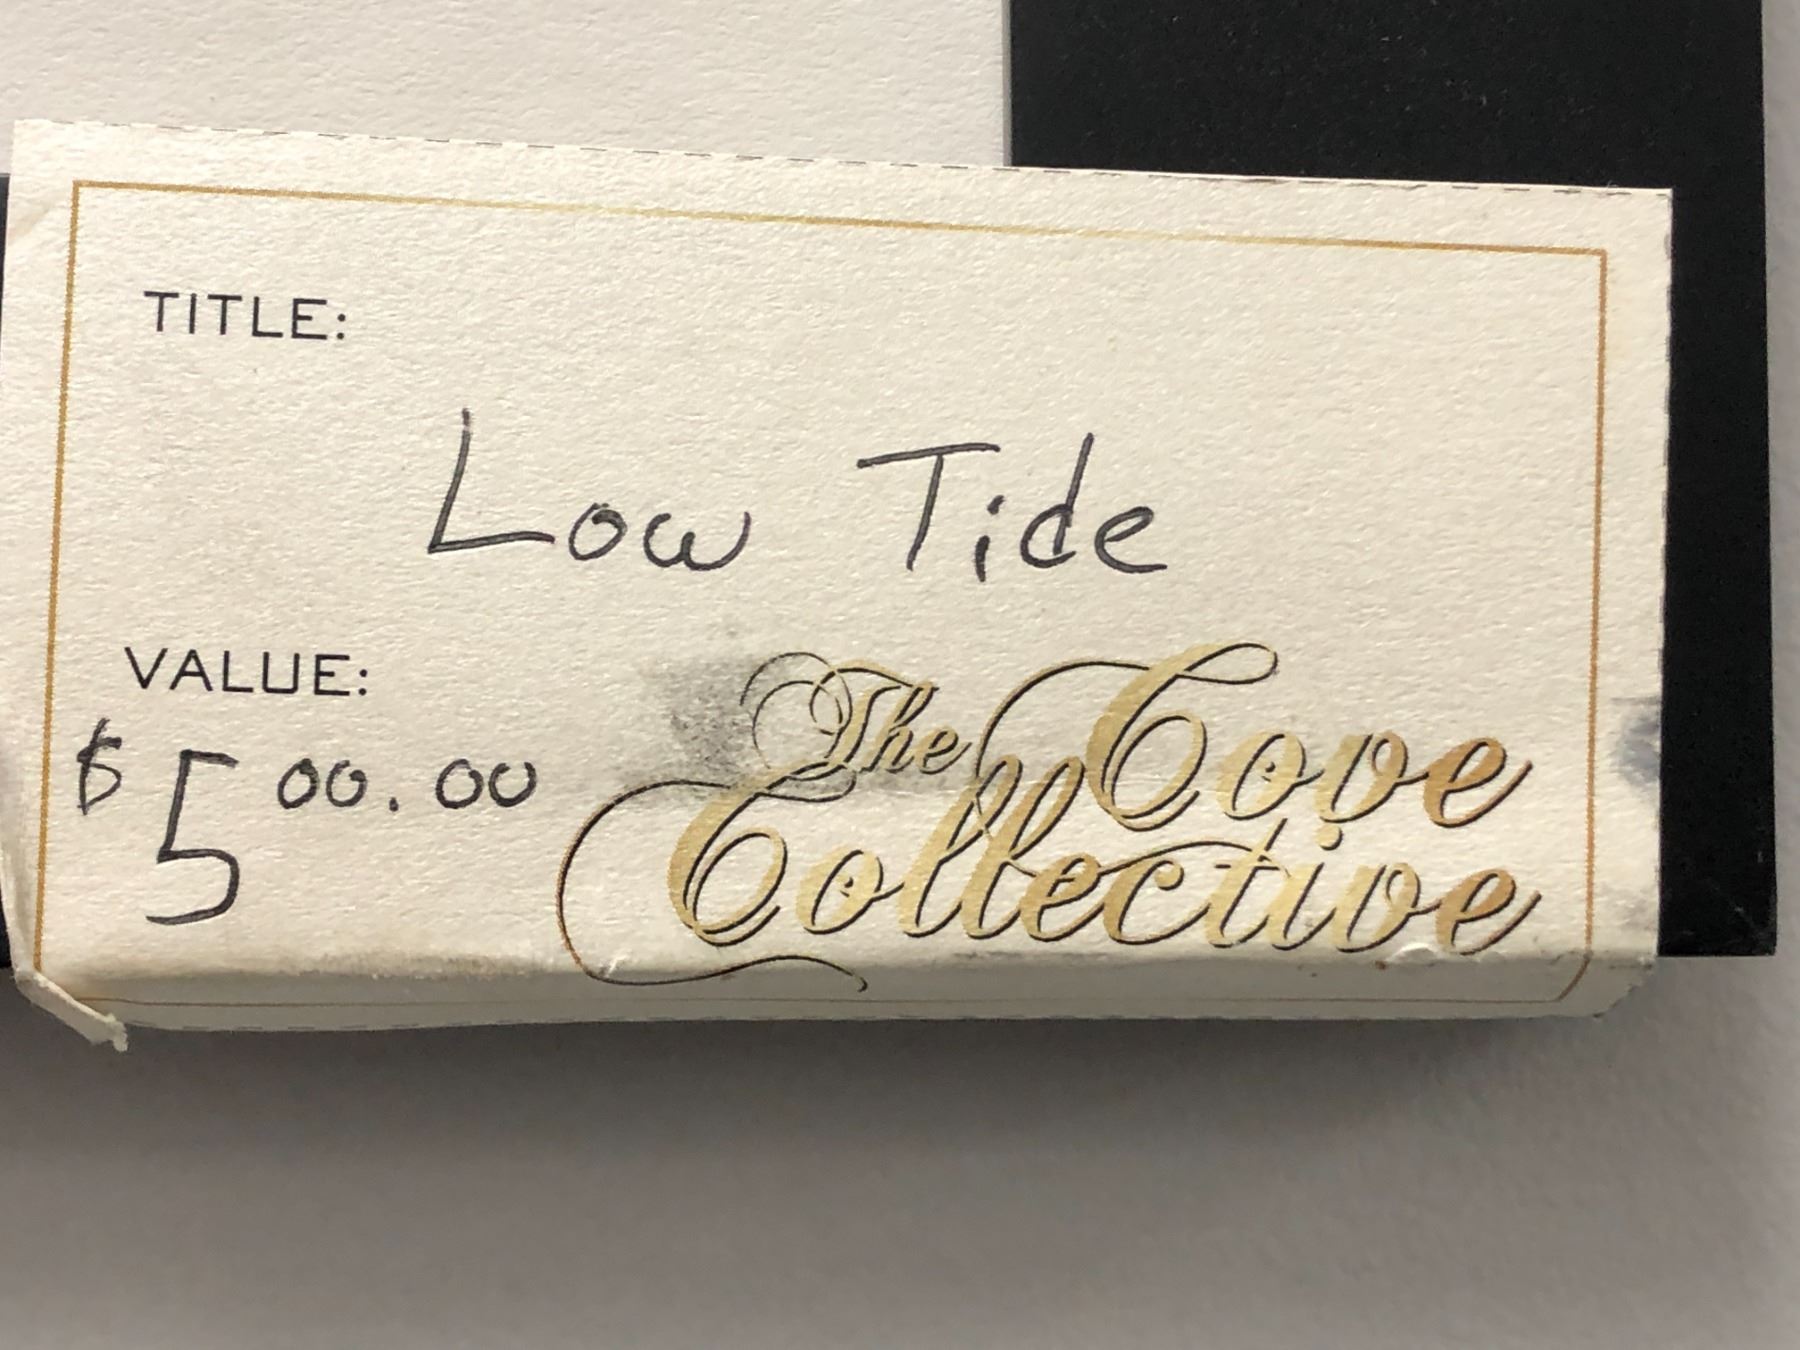 TITLE:
Low Tide
VALUE:
$500.00
The Cove
Collective